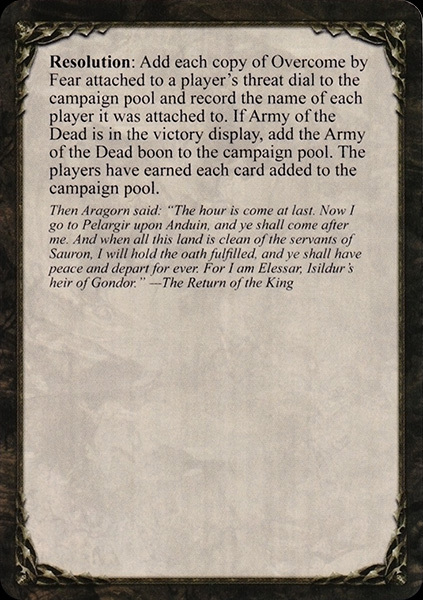 Resolution: Add each copy of Overcome by
Fear attached to a player's threat dial to the
campaign pool and record the name of each
player it was attached to. If Army of the
Dead is in the victory display, add the Army
of the Dead boon to the campaign pool. The
players have earned each card added to the
campaign pool.
Then Aragorn said: “The hour is come at last. Now I
go to Pelargir upon Anduin, and ye shall come after
me. And when all this land is clean of the servants of
Sauron, I will hold the oath fulfilled, and ye shall have
peace and depart for ever. For I am Elessar, Isildur's
heir of Gondor.” —The Return of the King